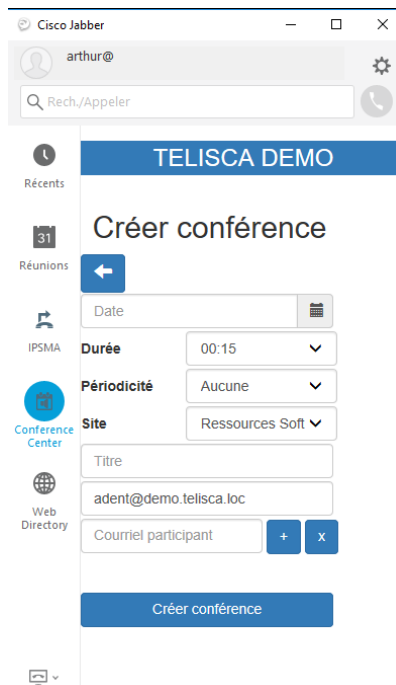 Cisco Jabber
arthur@
Rech./Appeler
Récents
31
Réunions
IPSMA
Conference
Center
Web
Directory
TELISCA DEMO
Créer conférence
Date
Durée 00:15
Périodicité Aucune
Site Ressources Soft
Titre
adent@demo.telisca.loc
Courriel participant + x
Créer conférence